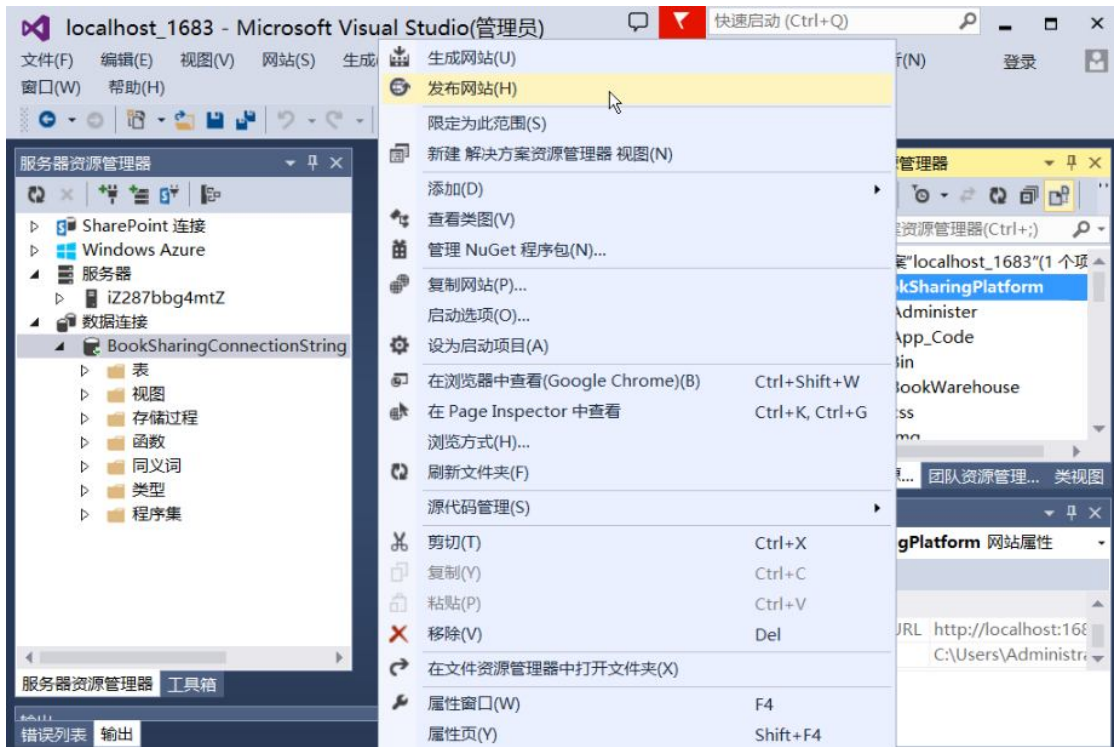 localhost_1683 - Microsoft Visual Studio(管理员)
快速启动 (Ctrl+Q)
文件(F) 编辑(E) 视图(V) 网站(S) 生成
(N) 登录
窗口(W) 帮助(H)
服务器资源管理器
SharePoint 连接
Windows Azure
服务器
iZ287bbg4mtZ
数据连接
BookSharingConnectionString
表
视图
存储过程
函数
同义词
类型
程序集
服务器资源管理器 工具箱
输出
错误列表 输出
生成网站(U)
发布网站(H)
限定为此范围(S)
新建 解决方案资源管理器 视图(N)
添加(D)
查看类图(V)
管理 NuGet 程序包(N)...
复制网站(P)...
启动选项(O)...
设为启动项目(A)
在浏览器中查看(Google Chrome)(B) Ctrl+Shift+W
在 Page Inspector 中查看 Ctrl+K, Ctrl+G
浏览方式(H)...
刷新文件夹(F)
源代码管理(S)
剪切(T) Ctrl+X
复制(Y) Ctrl+C
粘贴(P) Ctrl+V
移除(V) Del
在文件资源管理器中打开文件夹(X)
属性窗口(W) F4
属性页(Y) Shift+F4
管理器
资源管理器(Ctrl+;)
案"localhost_1683"(1 个项
kSharingPlatform
Administer
App_Code
Bin
BookWarehouse
css
... 团队资源管理... 类视图
gPlatform 网站属性
URL http://localhost:168
C:\Users\Administra